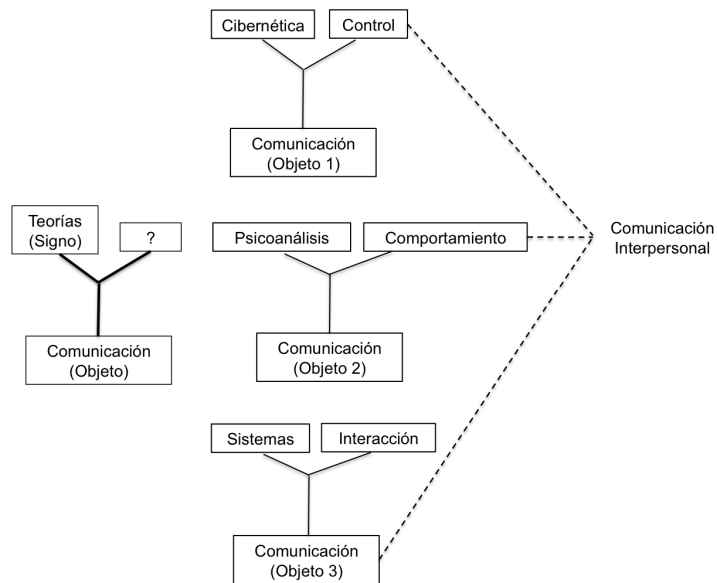 Cibernética
Control
Comunicación
(Objeto 1)
Teorías
(Signo)
?
Comunicación
(Objeto)
Psicoanálisis
Comportamiento
Comunicación
(Objeto 2)
Comunicación
Interpersonal
Sistemas
Interacción
Comunicación
(Objeto 3)